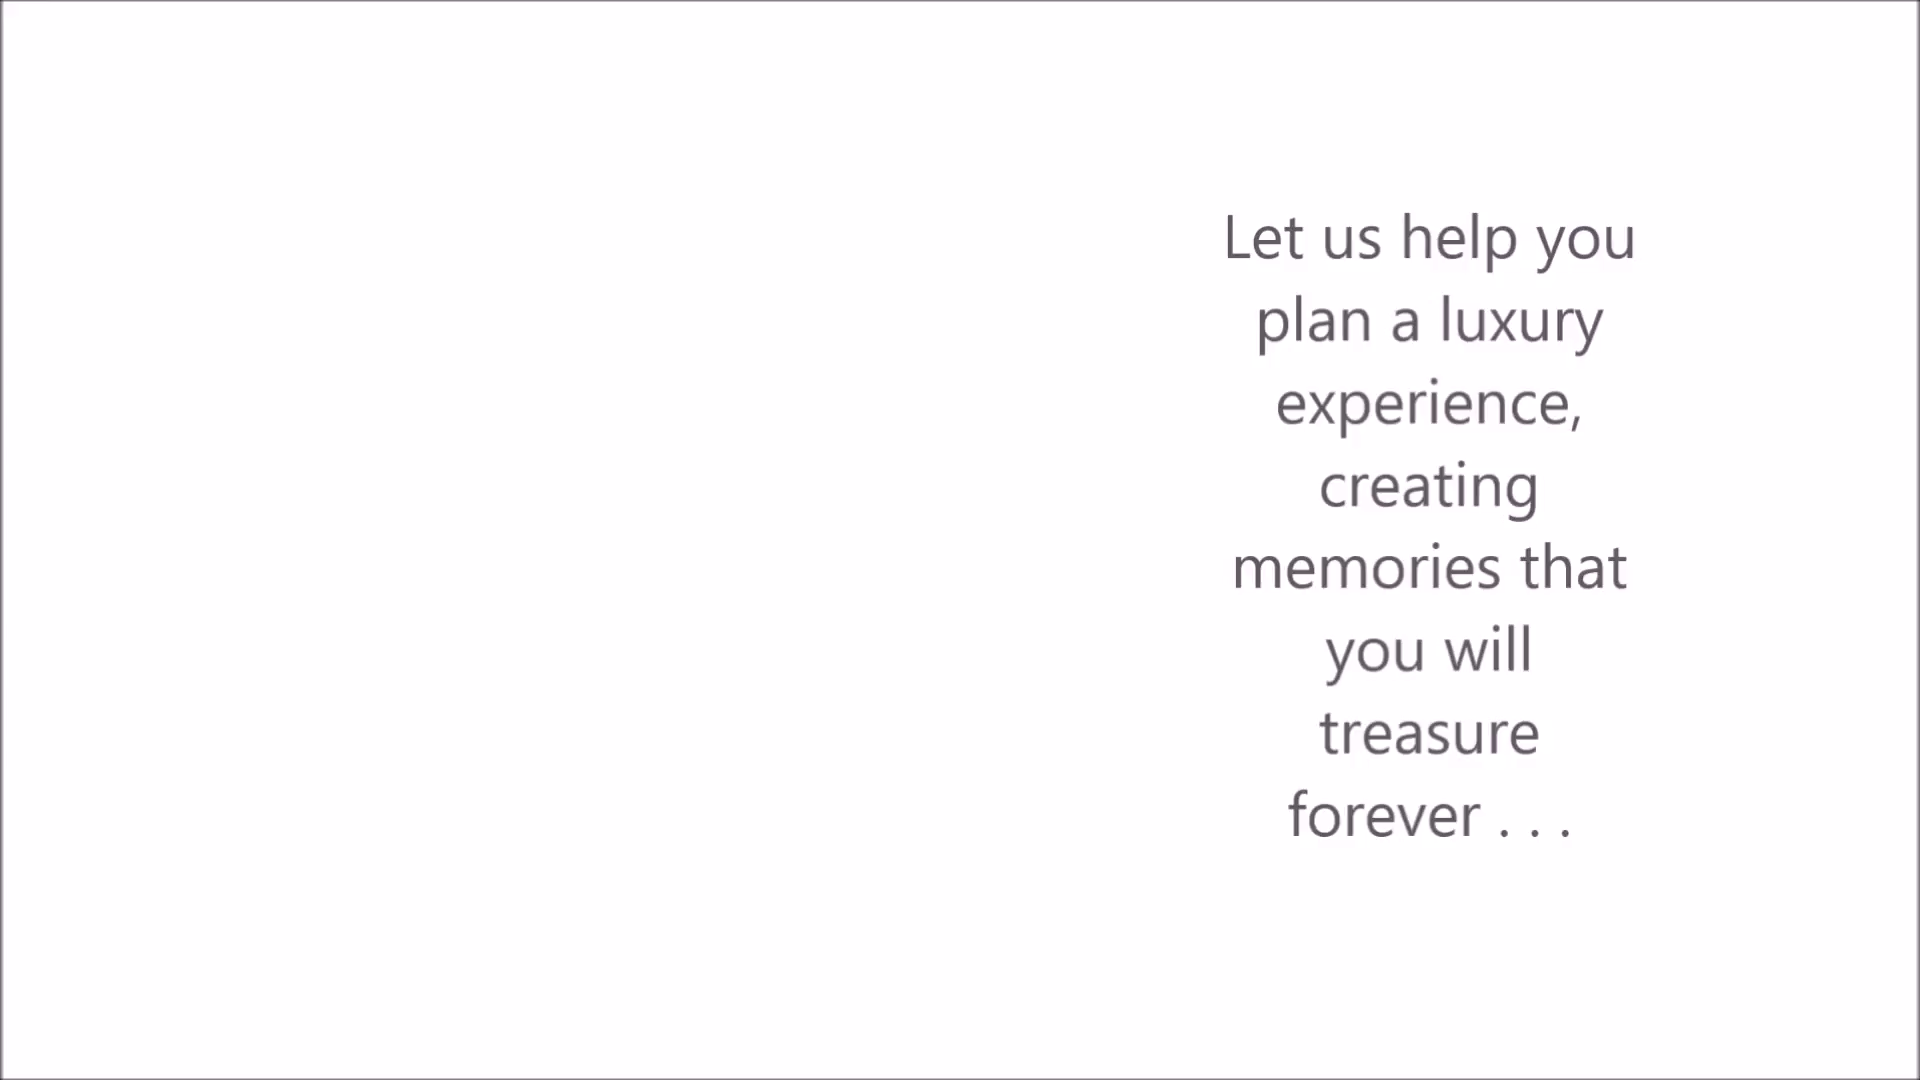 Let us help you
plan a luxury
experience,
creating
memories that
you will
treasure
forever . . .